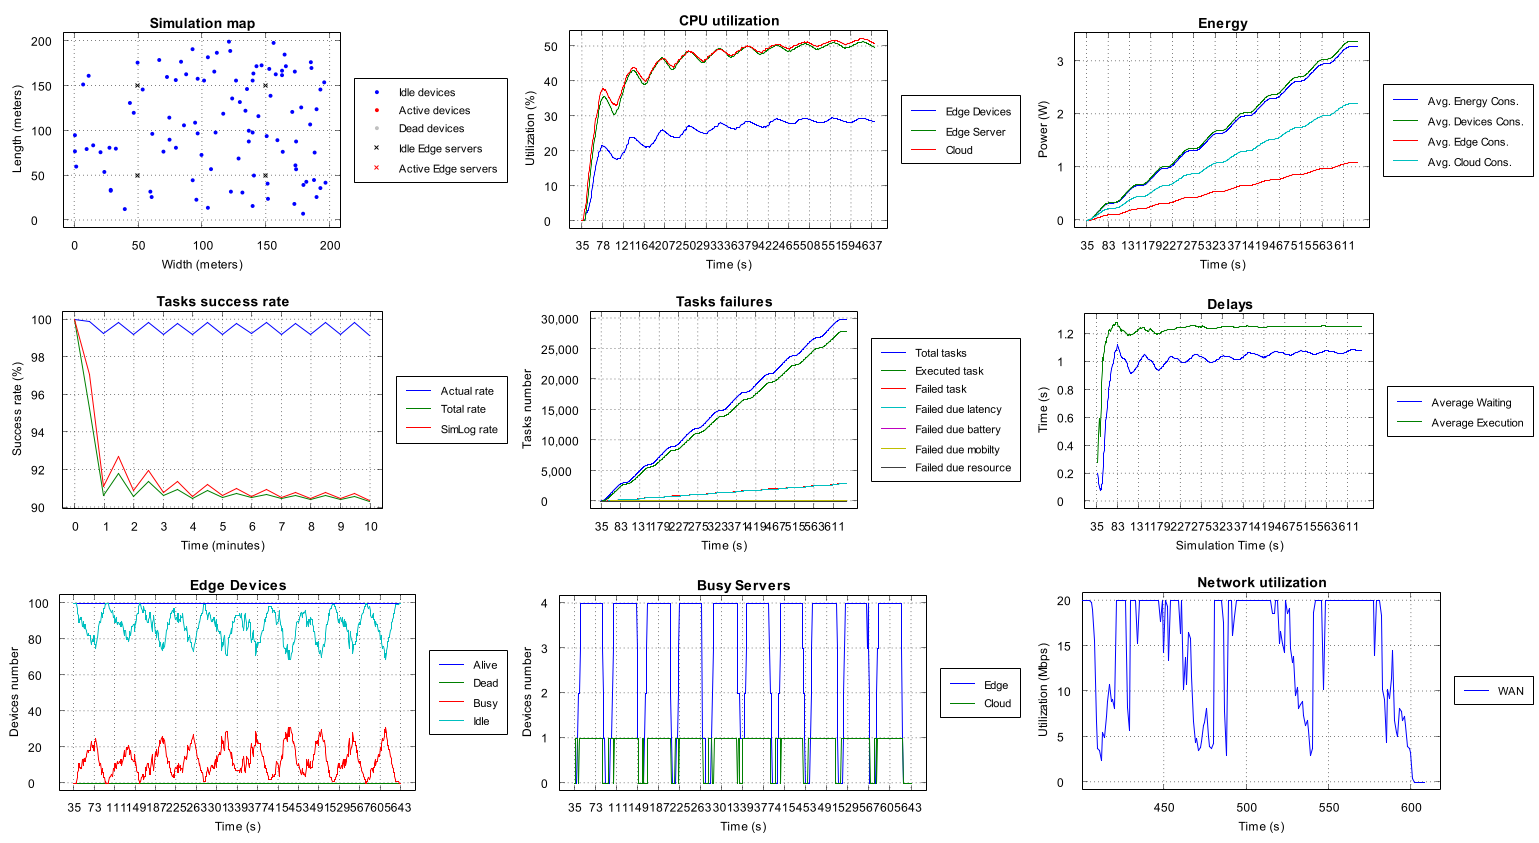 Simulation map
200
150
100
50
0
0 50 100 150 200
Length (meters)
Width (meters)
Idle devices
Active devices
Dead devices
Idle Edge servers
Active Edge servers
CPU utilization
50
40
30
20
10
0
Utilization (%)
Time (s)
Edge Devices
Edge Server
Cloud
Energy
3
2
1
0
Power (W)
Time (s)
Avg. Energy Cons.
Avg. Devices Cons.
Avg. Edge Cons.
Avg. Cloud Cons.
Tasks success rate
100
98
96
94
92
90
0 1 2 3 4 5 6 7 8 9 10
Success rate (%)
Time (minutes)
Actual rate
Total rate
SimLog rate
Tasks failures
30,000
25,000
20,000
15,000
10,000
5,000
0
Tasks number
Time (s)
Total tasks
Executed task
Failed task
Failed due latency
Failed due battery
Failed due mobilty
Failed due resource
Delays
1.2
1
0.8
0.6
0.4
0.2
0
Time (s)
Simulation Time (s)
Average Waiting
Average Execution
Edge Devices
100
80
60
40
20
0
Devices number
Time (s)
Alive
Dead
Busy
Idle
Busy Servers
4
3
2
1
0
Devices number
Time (s)
Edge
Cloud
Network utilization
20
15
10
5
0
450 500 550 600
Utilization (Mbps)
Time (s)
WAN